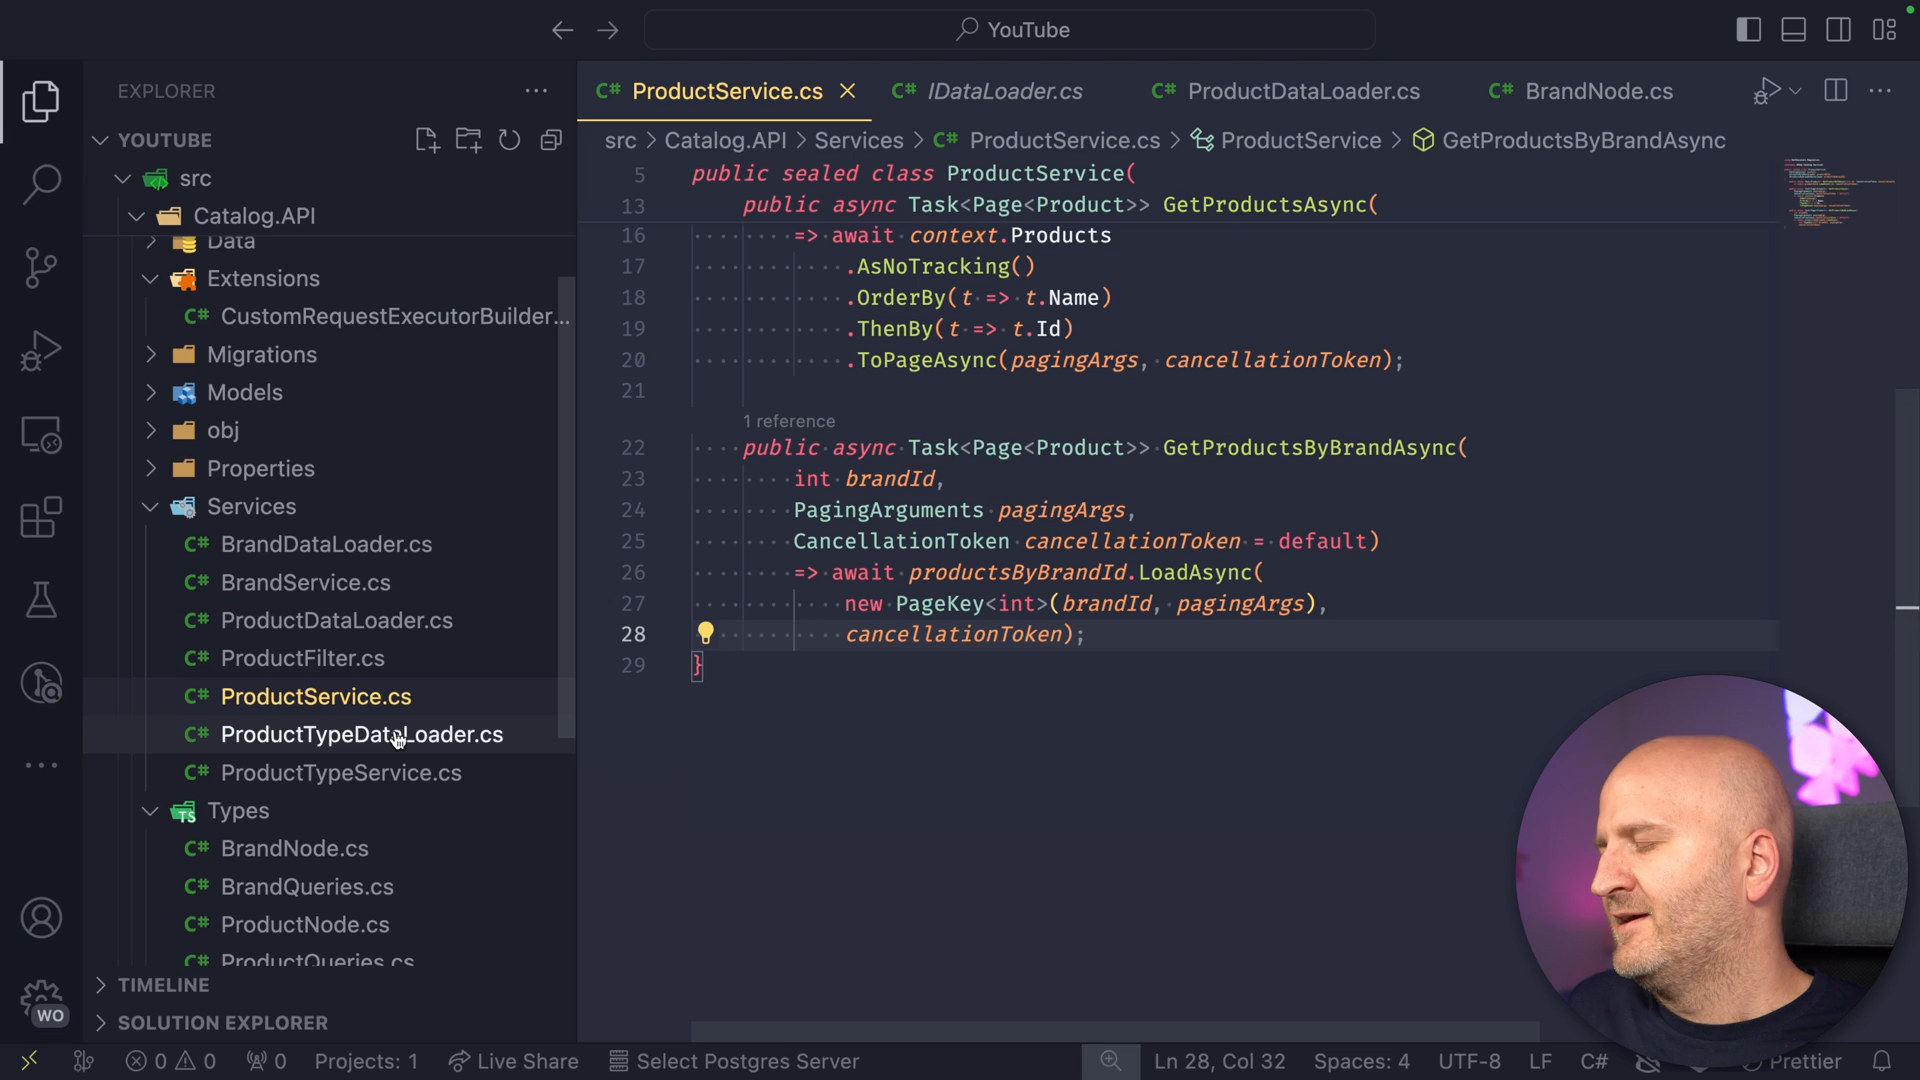 YouTube
EXPLORER
C# ProductService.cs
C# IDataLoader.cs
C# ProductDataLoader.cs
C# BrandNode.cs
YOUTUBE
src > Catalog.API > Services > C# ProductService.cs > ProductService > GetProductsByBrandAsync
src
Catalog.API
Data
Extensions
C# CustomRequestExecutorBuilder...
Migrations
Models
obj
Properties
Services
C# BrandDataLoader.cs
C# BrandService.cs
C# ProductDataLoader.cs
C# ProductFilter.cs
C# ProductService.cs
C# ProductTypeDataLoader.cs
C# ProductTypeService.cs
TS Types
C# BrandNode.cs
C# BrandQueries.cs
C# ProductNode.cs
C# ProductQueries.cs
TIMELINE
SOLUTION EXPLORER
WO
5 public sealed class ProductService(
13 public async Task<Page<Product>> GetProductsAsync(
16 => await context.Products
17 .AsNoTracking()
18 .OrderBy(t => t.Name)
19 .ThenBy(t => t.Id)
20 .ToPageAsync(pagingArgs, cancellationToken);
21
1 reference
22 public async Task<Page<Product>> GetProductsByBrandAsync(
23 int brandId,
24 PagingArguments pagingArgs,
25 CancellationToken cancellationToken = default)
26 => await productsByBrandId.LoadAsync(
27 new PageKey<int>(brandId, pagingArgs),
28 cancellationToken);
29 }
0 0 0 Projects: 1 Live Share Select Postgres Server Ln 28, Col 32 Spaces: 4 UTF-8 LF C# Prettier